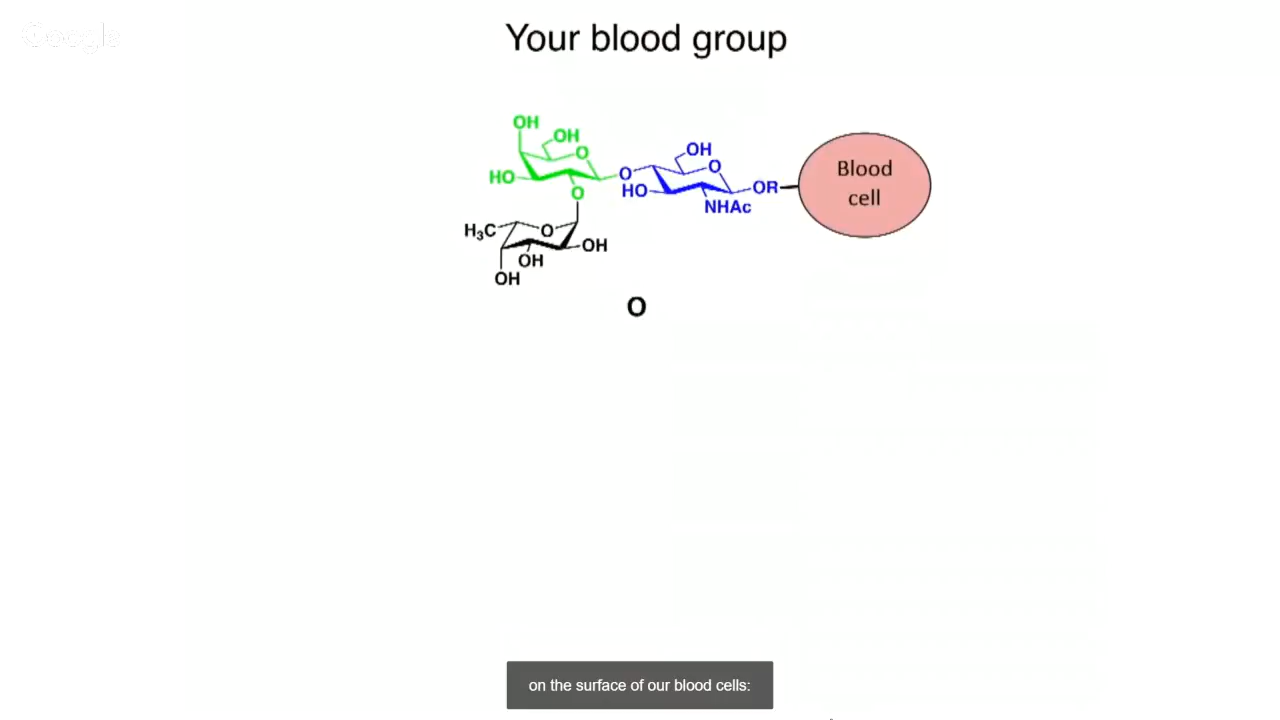 Google
Your blood group
OH
OH
O
HO
O
O
OH
O
HO
NHAc
OR
Blood
cell
H₃C
O
OH
OH
OH
O
on the surface of our blood cells: